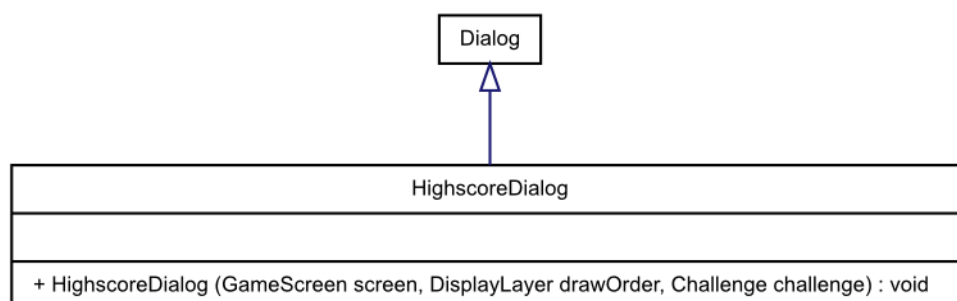 Dialog
HighscoreDialog
+ HighscoreDialog (GameScreen screen, DisplayLayer drawOrder, Challenge challenge) : void